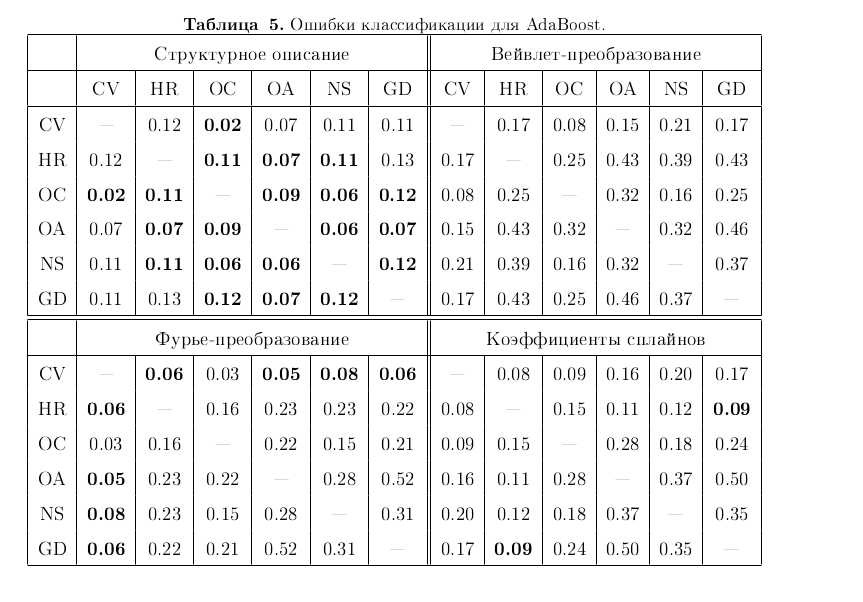 Таблица 5. Ошибки классификации для AdaBoost.
Структурное описание Вейвлет-преобразование
CV HR OC OA NS GD CV HR OC OA NS GD
CV — 0.12 0.02 0.07 0.11 0.11 — 0.17 0.08 0.15 0.21 0.17
HR 0.12 — 0.11 0.07 0.11 0.13 0.17 — 0.25 0.43 0.39 0.43
OC 0.02 0.11 — 0.09 0.06 0.12 0.08 0.25 — 0.32 0.16 0.25
OA 0.07 0.07 0.09 — 0.06 0.07 0.15 0.43 0.32 — 0.32 0.46
NS 0.11 0.11 0.06 0.06 — 0.12 0.21 0.39 0.16 0.32 — 0.37
GD 0.11 0.13 0.12 0.07 0.12 — 0.17 0.43 0.25 0.46 0.37 —
Фурье-преобразование Коэффициенты сплайнов
CV — 0.06 0.03 0.05 0.08 0.06 — 0.08 0.09 0.16 0.20 0.17
HR 0.06 — 0.16 0.23 0.23 0.22 0.08 — 0.15 0.11 0.12 0.09
OC 0.03 0.16 — 0.22 0.15 0.21 0.09 0.15 — 0.28 0.18 0.24
OA 0.05 0.23 0.22 — 0.28 0.52 0.16 0.11 0.28 — 0.37 0.50
NS 0.08 0.23 0.15 0.28 — 0.31 0.20 0.12 0.18 0.37 — 0.35
GD 0.06 0.22 0.21 0.52 0.31 — 0.17 0.09 0.24 0.50 0.35 —